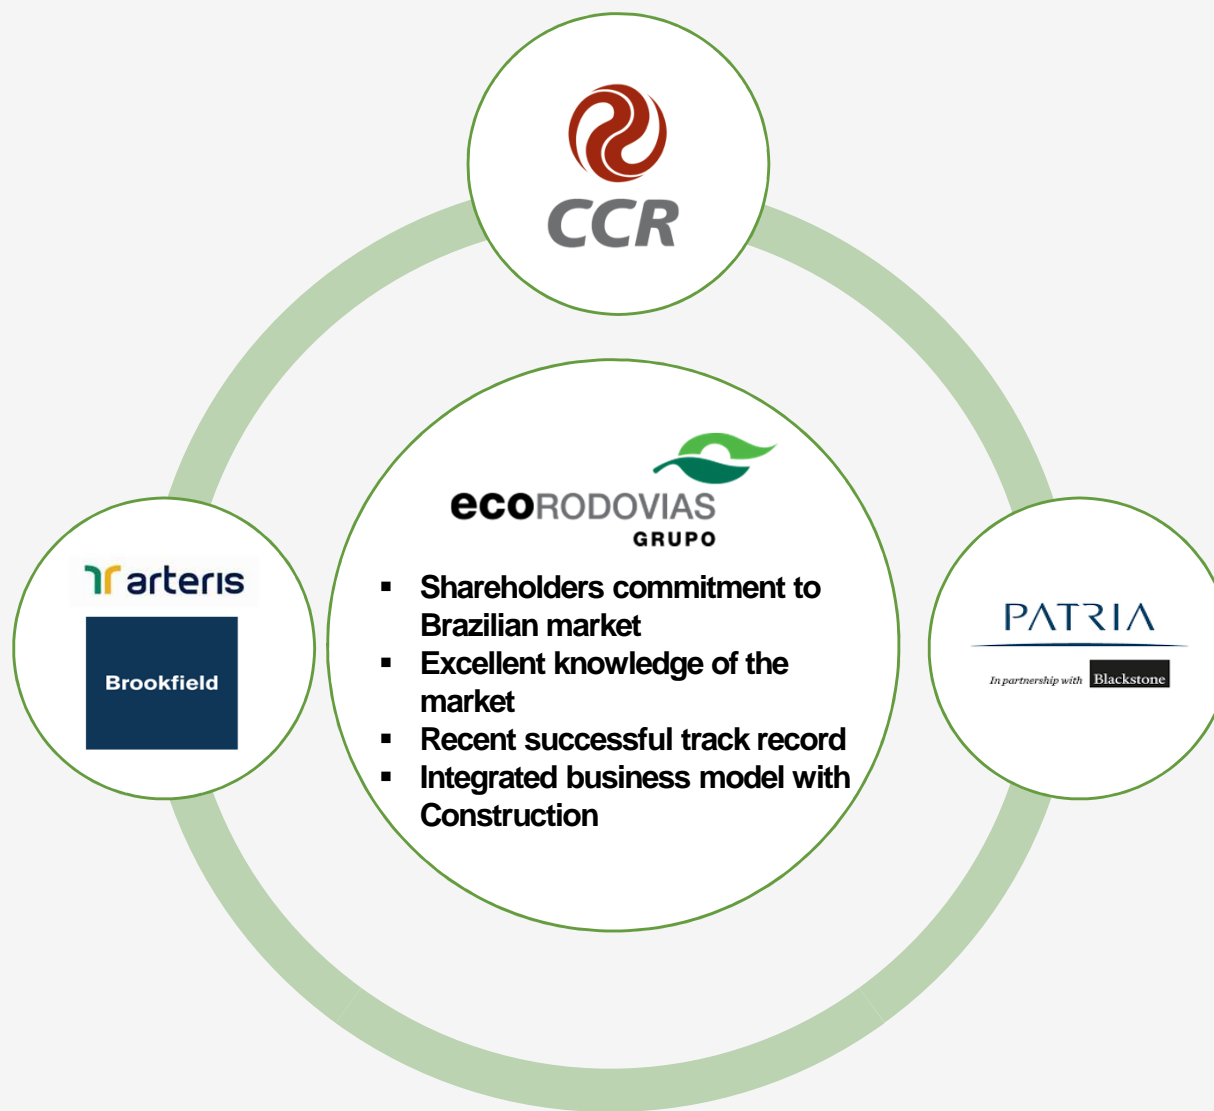 CCR
ecoRODOVIAS
GRUPO
▪ Shareholders commitment to
Brazilian market
▪ Excellent knowledge of the
market
▪ Recent successful track record
▪ Integrated business model with
Construction
arteris
Brookfield
PATRIA
In partnership with Blackstone